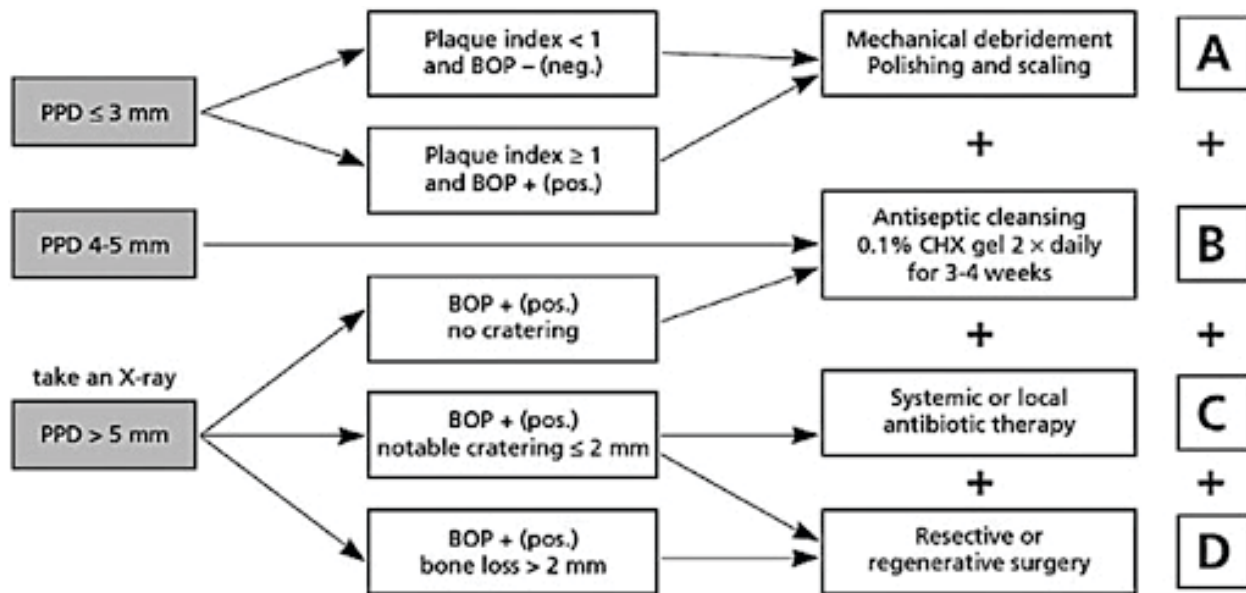 PPD ≤ 3 mm
PPD 4-5 mm
take an X-ray
PPD > 5 mm
Plaque index < 1
and BOP – (neg.)
Plaque index ≥ 1
and BOP + (pos.)
BOP + (pos.)
no cratering
BOP + (pos.)
notable cratering ≤ 2 mm
BOP + (pos.)
bone loss > 2 mm
Mechanical debridement
Polishing and scaling
+
Antiseptic cleansing
0.1% CHX gel 2 × daily
for 3-4 weeks
+
Systemic or local
antibiotic therapy
+
Resective or
regenerative surgery
A
+
B
+
C
+
D